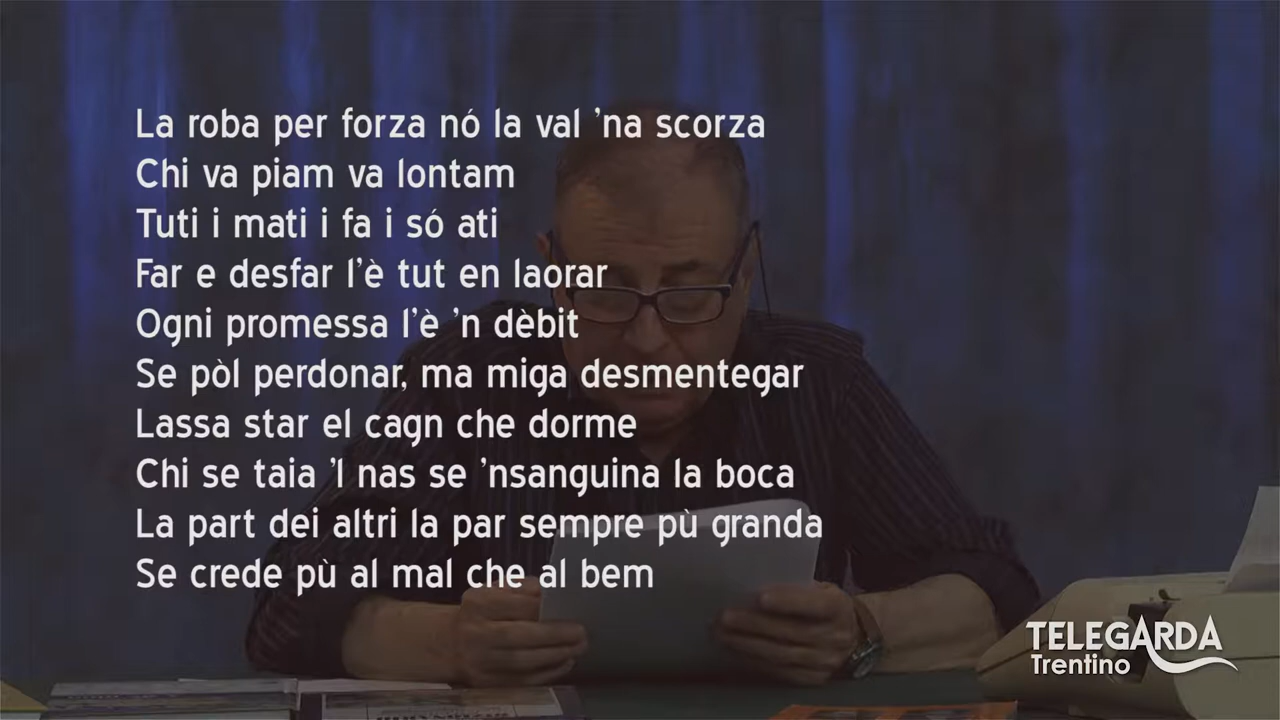 La roba per forza nó la val 'na scorza
Chi va piam va lontam
Tuti i mati i fa i só ati
Far e desfar l'è tut en laorar
Ogni promessa l'è 'n dèbit
Se pòl perdonar, ma miga desmentegar
Lassa star el cagn che dorme
Chi se taia 'l nas se 'nsanguina la boca
La part dei altri la par sempre pù granda
Se crede pù al mal che al bem
TELEGARDA
Trentino